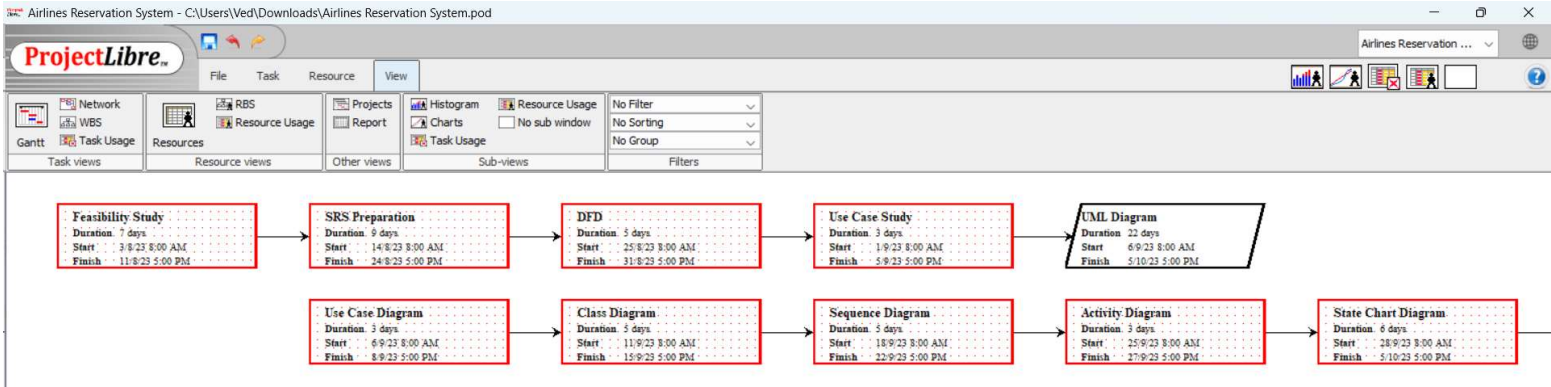 Airlines Reservation System - C:\Users\Ved\Downloads\Airlines Reservation System.pod
ProjectLibre™
Airlines Reservation ...
File Task Resource View
Gantt
Network
WBS
Task Usage
Task views
Resources
RBS
Resource Usage
Resource views
Projects
Report
Other views
Histogram
Charts
Task Usage
Resource Usage
No sub window
Sub-views
No Filter
No Sorting
No Group
Filters
Feasibility Study
Duration 7 days
Start 3/8/23 8:00 AM
Finish 11/8/23 5:00 PM
SRS Preparation
Duration 9 days
Start 14/8/23 8:00 AM
Finish 24/8/23 5:00 PM
DFD
Duration 5 days
Start 25/8/23 8:00 AM
Finish 31/8/23 5:00 PM
Use Case Study
Duration 3 days
Start 1/9/23 8:00 AM
Finish 5/9/23 5:00 PM
UML Diagram
Duration 22 days
Start 6/9/23 8:00 AM
Finish 5/10/23 5:00 PM
Use Case Diagram
Duration 3 days
Start 6/9/23 8:00 AM
Finish 8/9/23 5:00 PM
Class Diagram
Duration 5 days
Start 11/9/23 8:00 AM
Finish 15/9/23 5:00 PM
Sequence Diagram
Duration 5 days
Start 18/9/23 8:00 AM
Finish 22/9/23 5:00 PM
Activity Diagram
Duration 3 days
Start 25/9/23 8:00 AM
Finish 27/9/23 5:00 PM
State Chart Diagram
Duration 6 days
Start 28/9/23 8:00 AM
Finish 5/10/23 5:00 PM